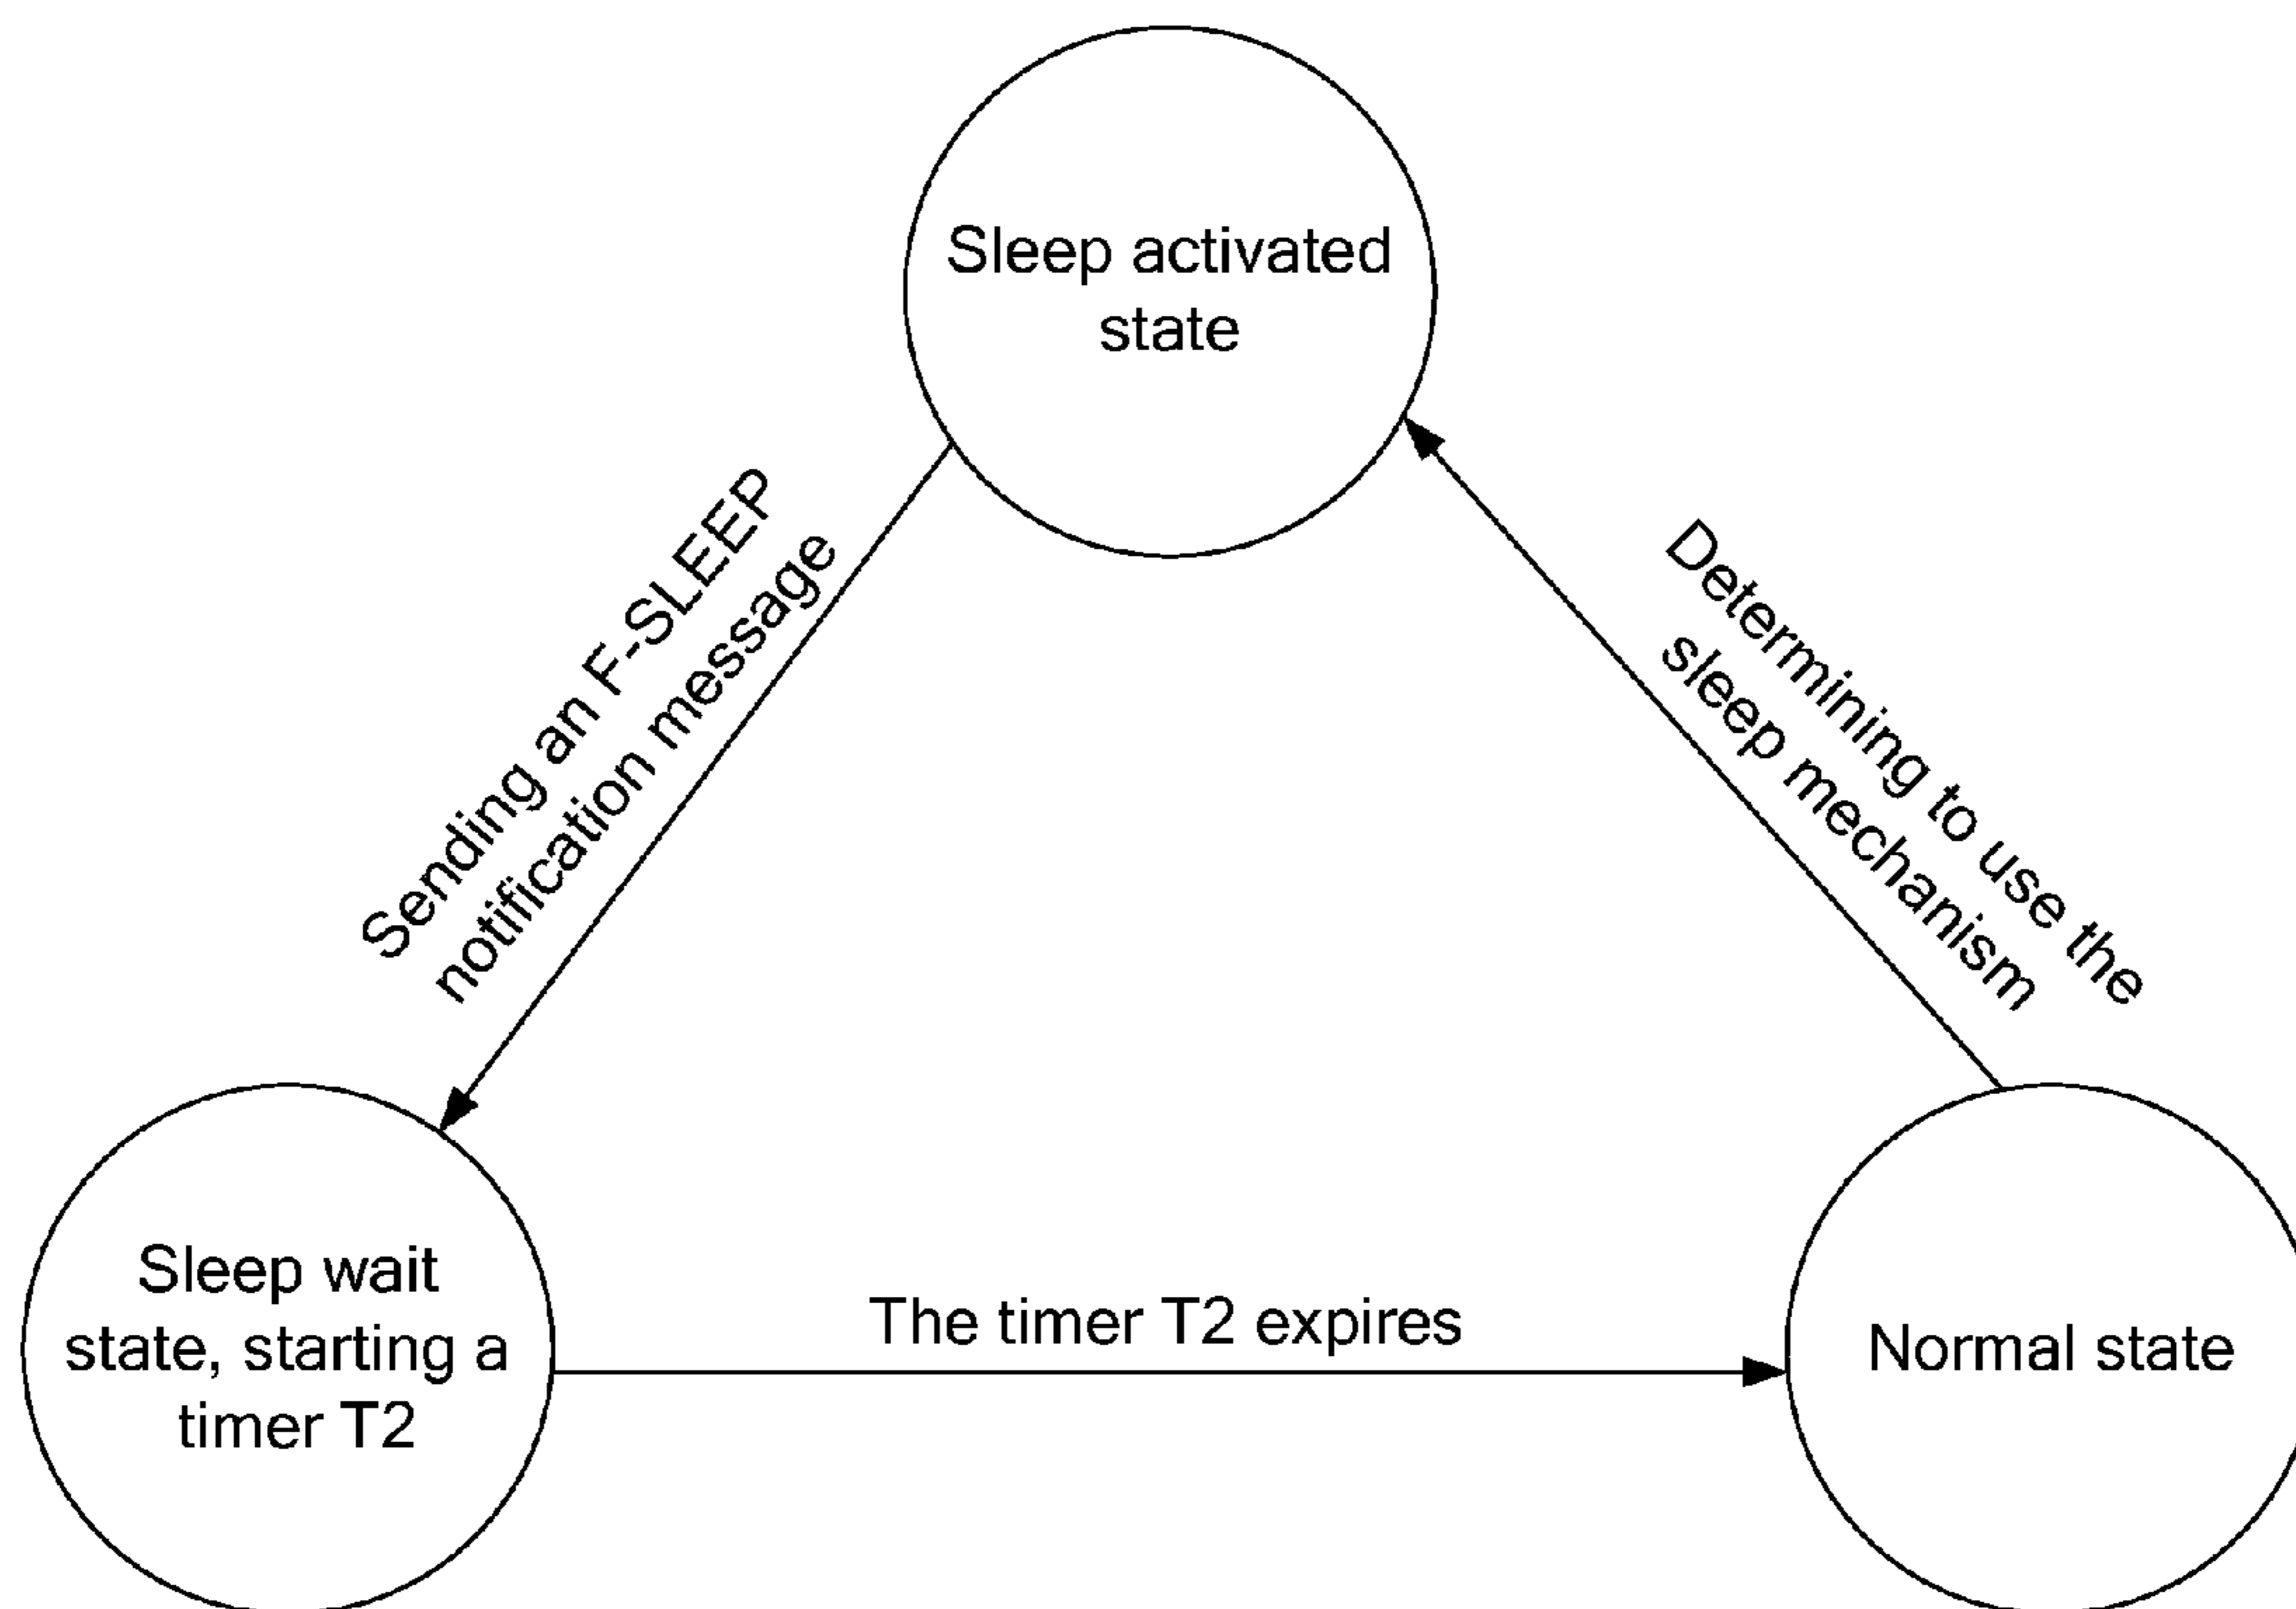 Sleep activated
state
Sending an F-SLEEP
notification message
Determining to use the
sleep mechanism
Sleep wait
state, starting a
timer T2
The timer T2 expires
Normal state